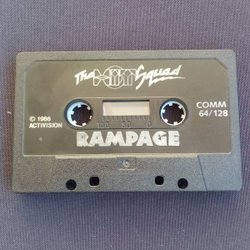 The HIT Squad
© 1986
ACTIVISION
COMM
64/128
RAMPAGE